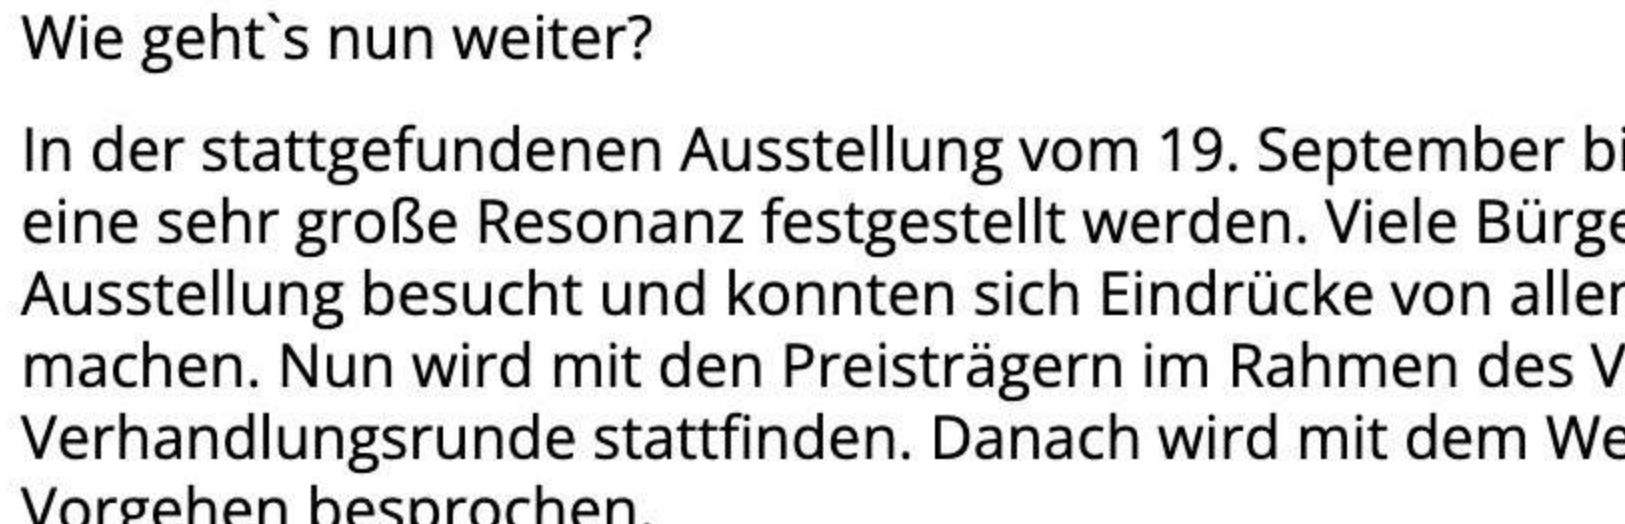 Wie geht`s nun weiter?
In der stattgefundenen Ausstellung vom 19. September
eine sehr große Resonanz festgestellt werden. Viele
Ausstellung besucht und konnten sich Eindrücke von
machen. Nun wird mit den Preisträgern im Rahmen des
Verhandlungsrunde stattfinden. Danach wird mit dem
Vorgehen besprochen.